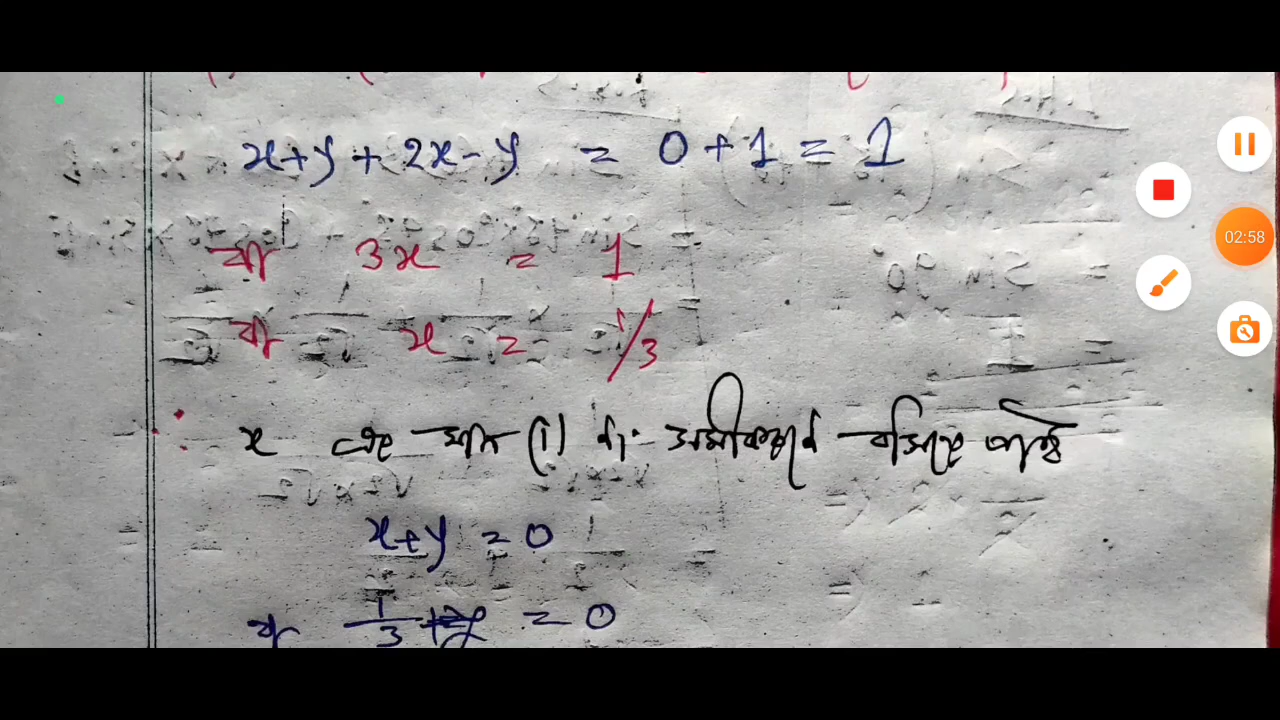 x+y+2x-y = 0+1 = 1
বা 3x = 1
বা x = 1/3
x এর মান (i) নং সমীকরণে বসিয়ে পাই
x+y = 0
বা 1/3 + y = 0
02:58